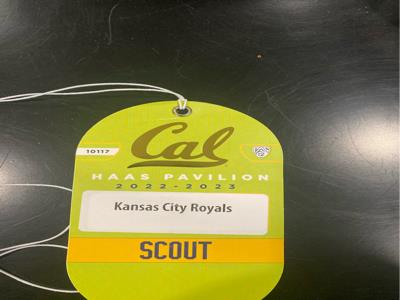 Cal
10117
HAAS PAVILION
2022-2023
Kansas City Royals
SCOUT